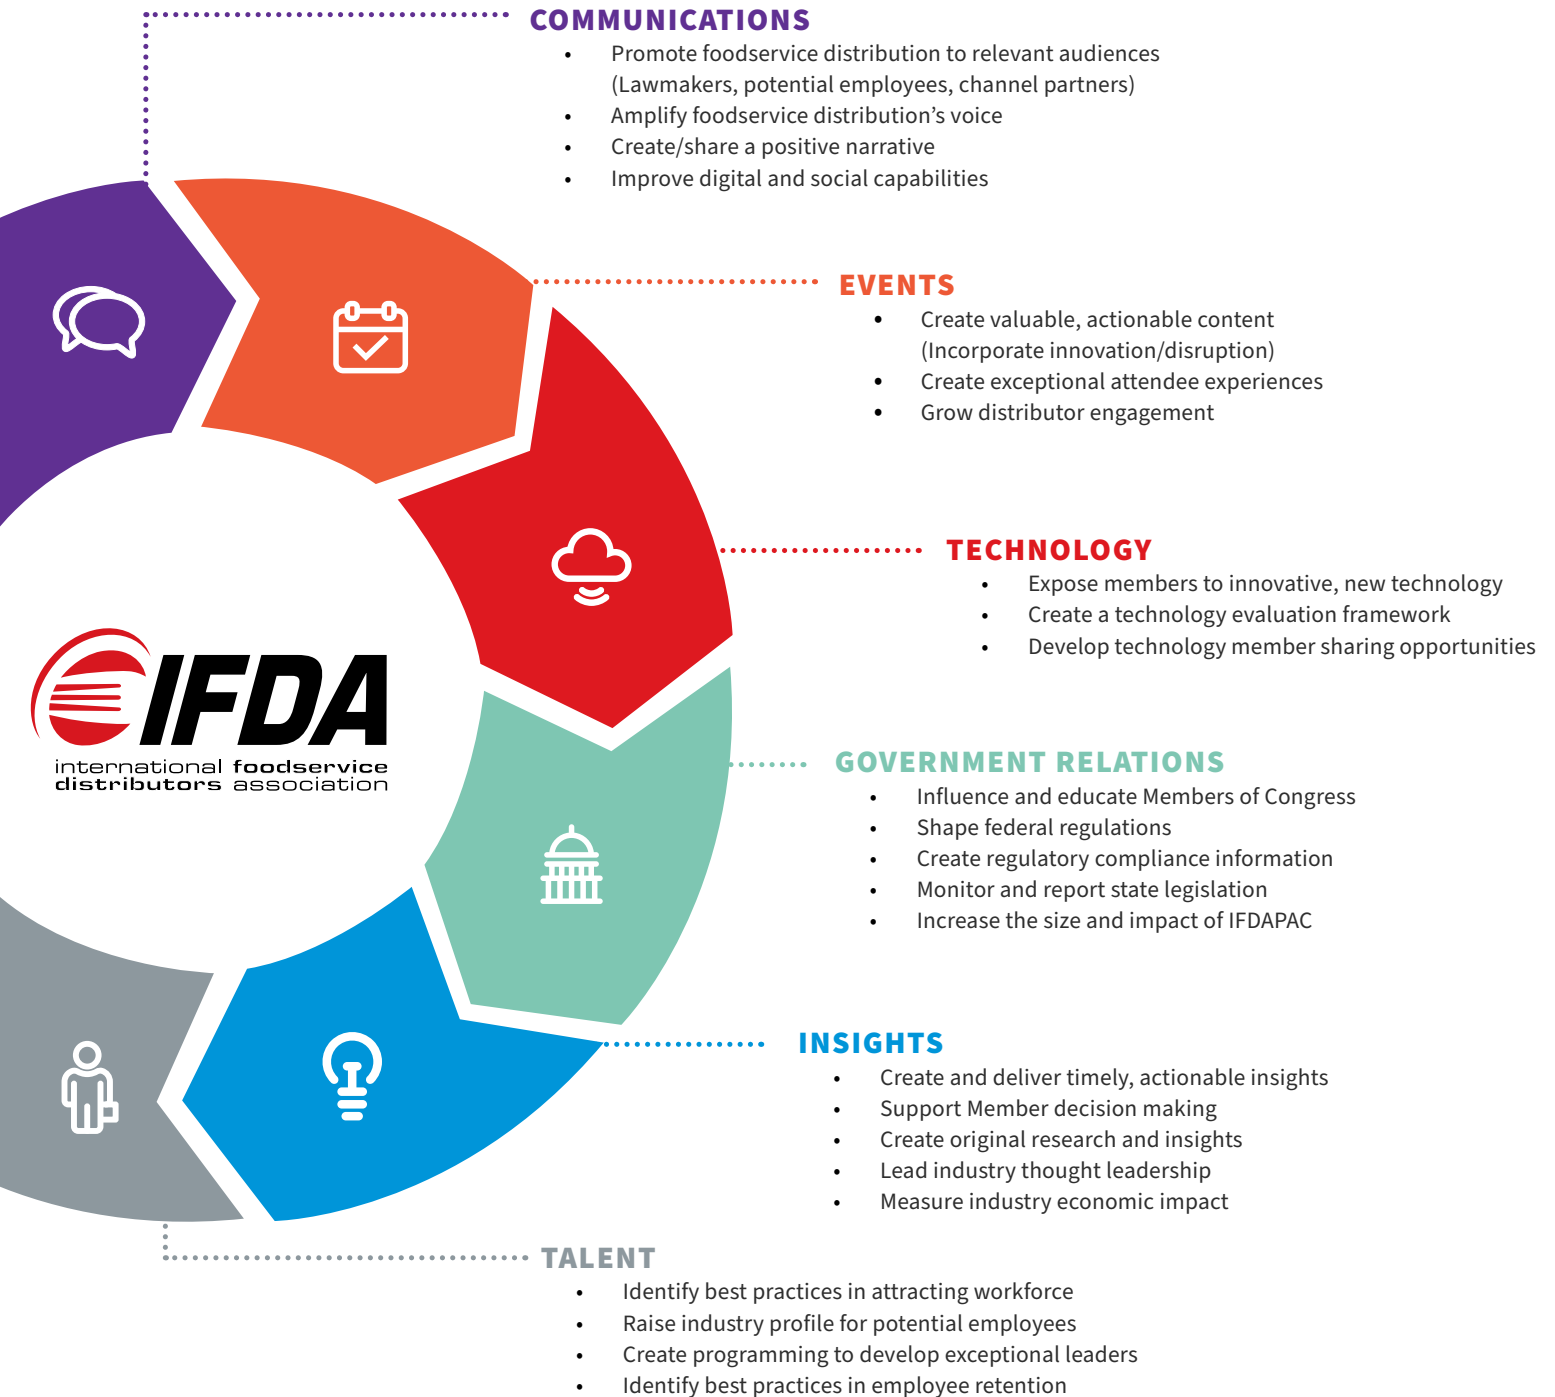 COMMUNICATIONS
• Promote foodservice distribution to relevant audiences
(Lawmakers, potential employees, channel partners)
• Amplify foodservice distribution’s voice
• Create/share a positive narrative
• Improve digital and social capabilities
EVENTS
• Create valuable, actionable content
(Incorporate innovation/disruption)
• Create exceptional attendee experiences
• Grow distributor engagement
TECHNOLOGY
• Expose members to innovative, new technology
• Create a technology evaluation framework
• Develop technology member sharing opportunities
IFDA
international foodservice
distributors association
GOVERNMENT RELATIONS
• Influence and educate Members of Congress
• Shape federal regulations
• Create regulatory compliance information
• Monitor and report state legislation
• Increase the size and impact of IFDAPAC
INSIGHTS
• Create and deliver timely, actionable insights
• Support Member decision making
• Create original research and insights
• Lead industry thought leadership
• Measure industry economic impact
TALENT
• Identify best practices in attracting workforce
• Raise industry profile for potential employees
• Create programming to develop exceptional leaders
• Identify best practices in employee retention